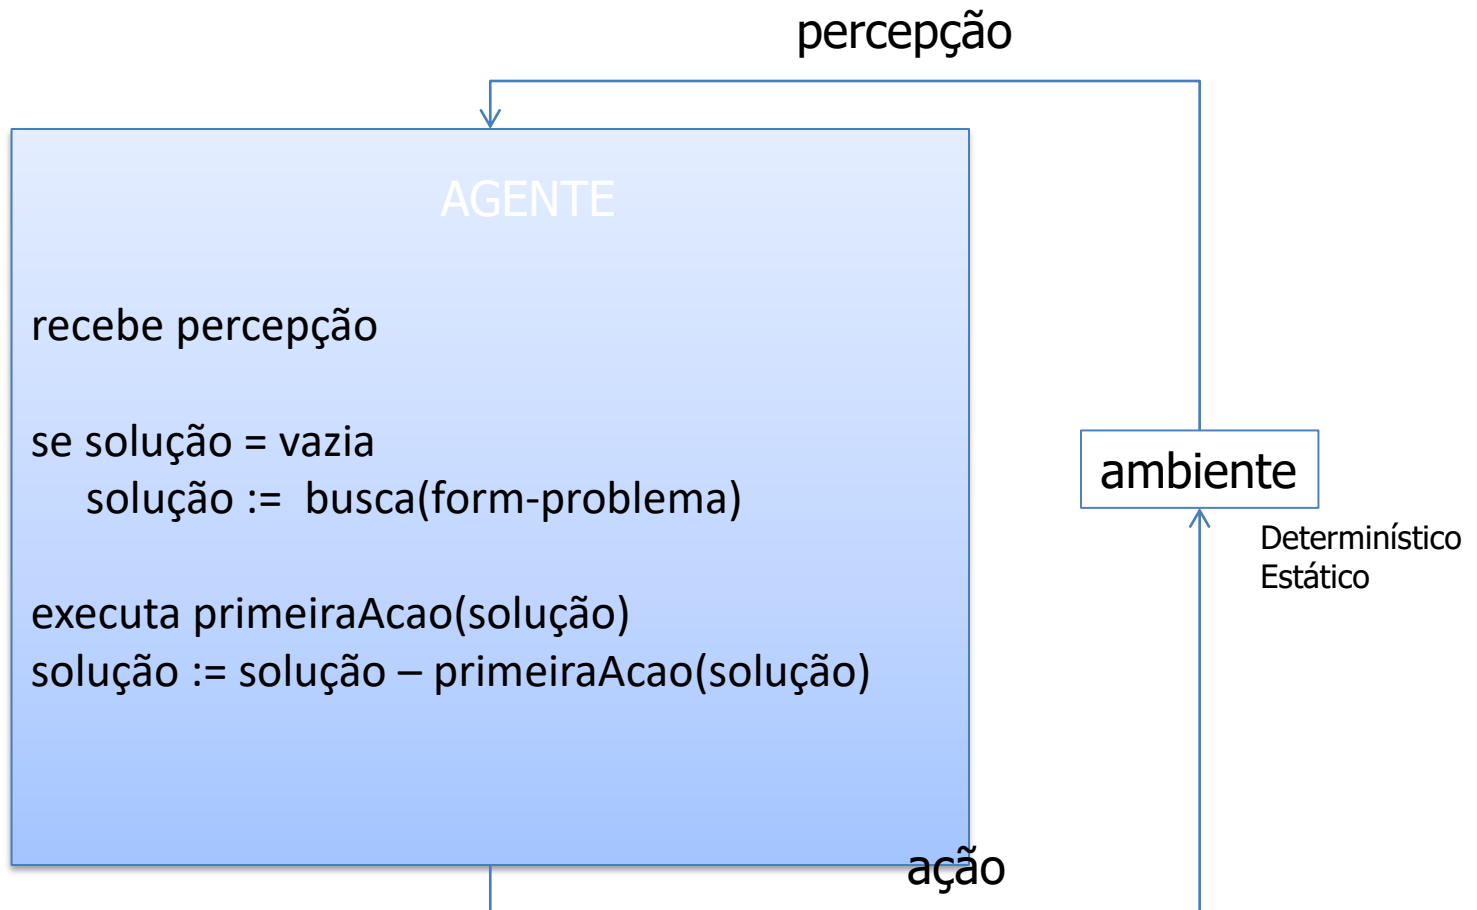 percepção
AGENTE
recebe percepção
se solução = vazia
solução := busca(form-problema)
executa primeiraAcao(solução)
solução := solução – primeiraAcao(solução)
ambiente
Determinístico
Estático
ação